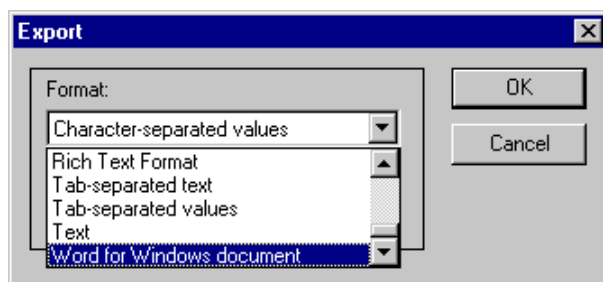 Export
Format:
OK
Character-separated values
Cancel
Rich Text Format
Tab-separated text
Tab-separated values
Text
Word for Windows document